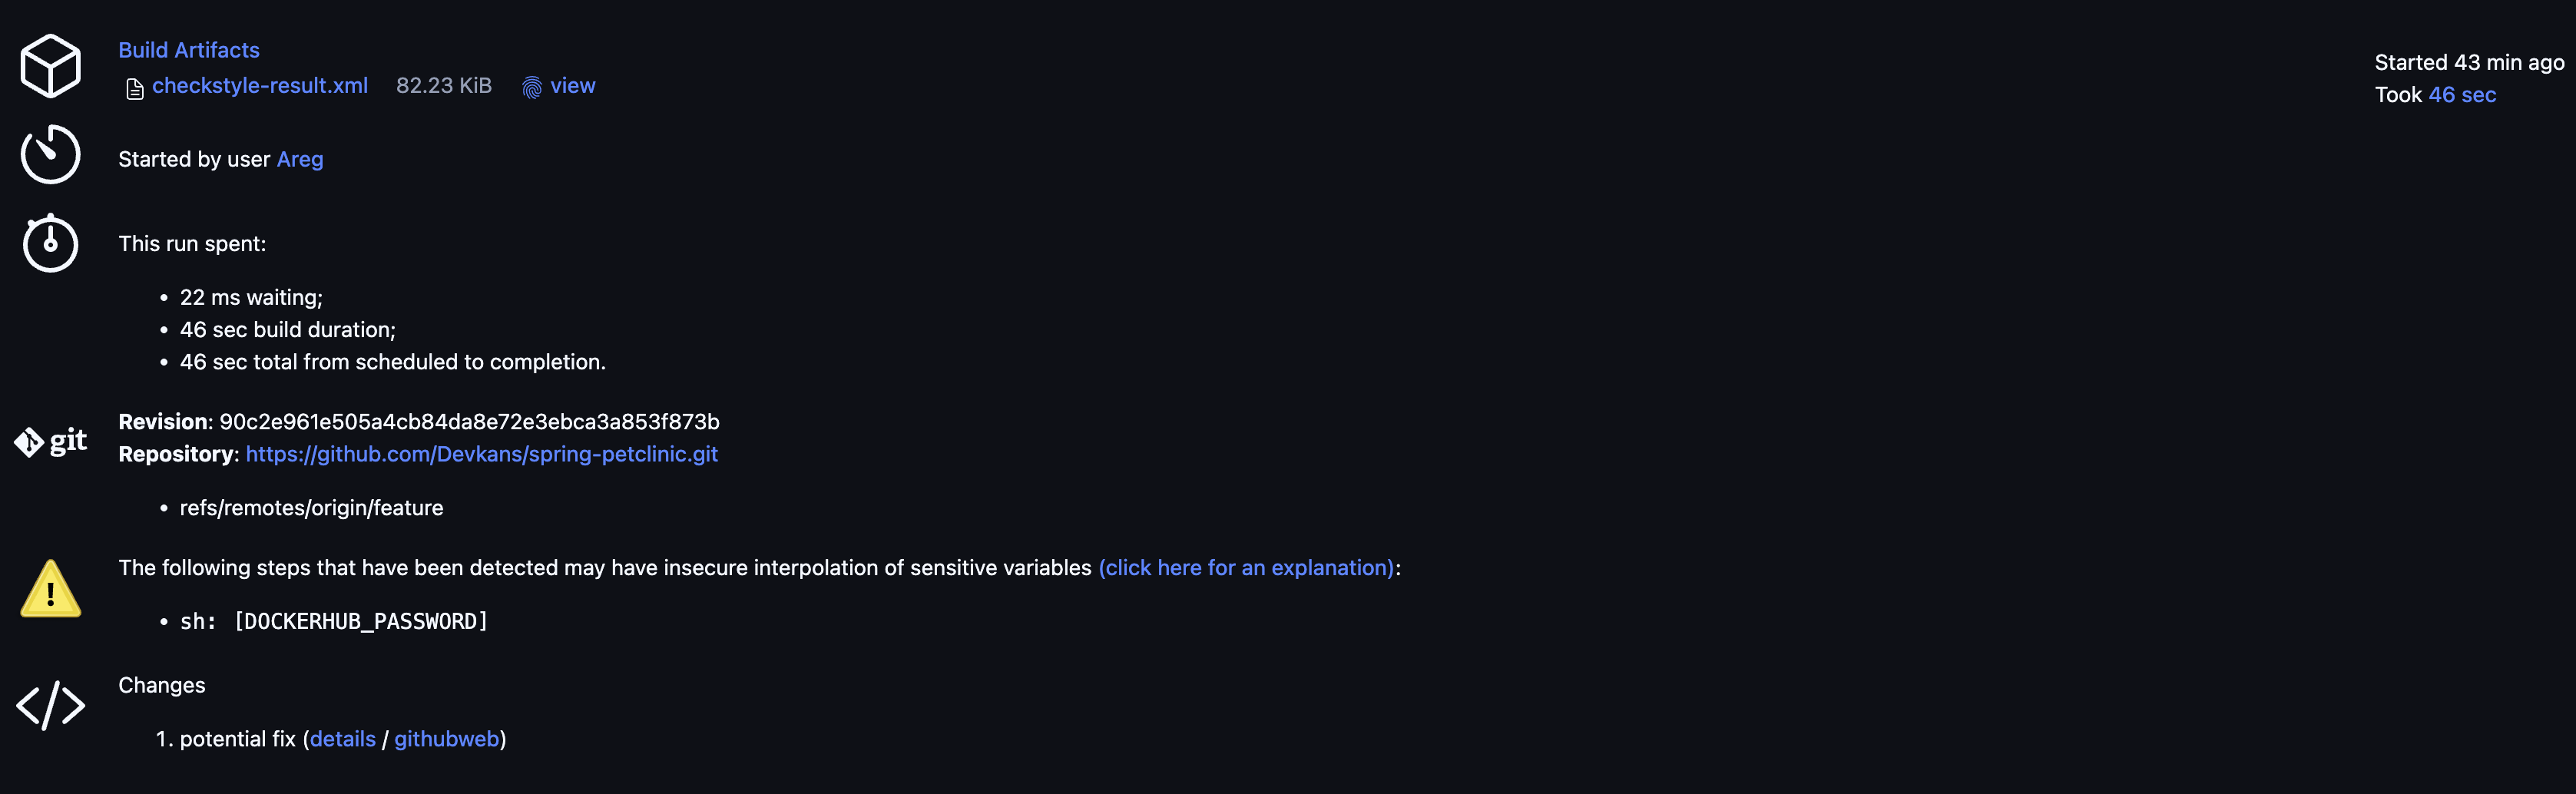 Build Artifacts
checkstyle-result.xml 82.23 KiB view
Started 43 min ago
Took 46 sec
Started by user Areg
This run spent:
• 22 ms waiting;
• 46 sec build duration;
• 46 sec total from scheduled to completion.
git
Revision: 90c2e961e505a4cb84da8e72e3ebca3a853f873b
Repository: https://github.com/Devkans/spring-petclinic.git
• refs/remotes/origin/feature
The following steps that have been detected may have insecure interpolation of sensitive variables (click here for an explanation):
• sh: [DOCKERHUB_PASSWORD]
Changes
1. potential fix (details / githubweb)